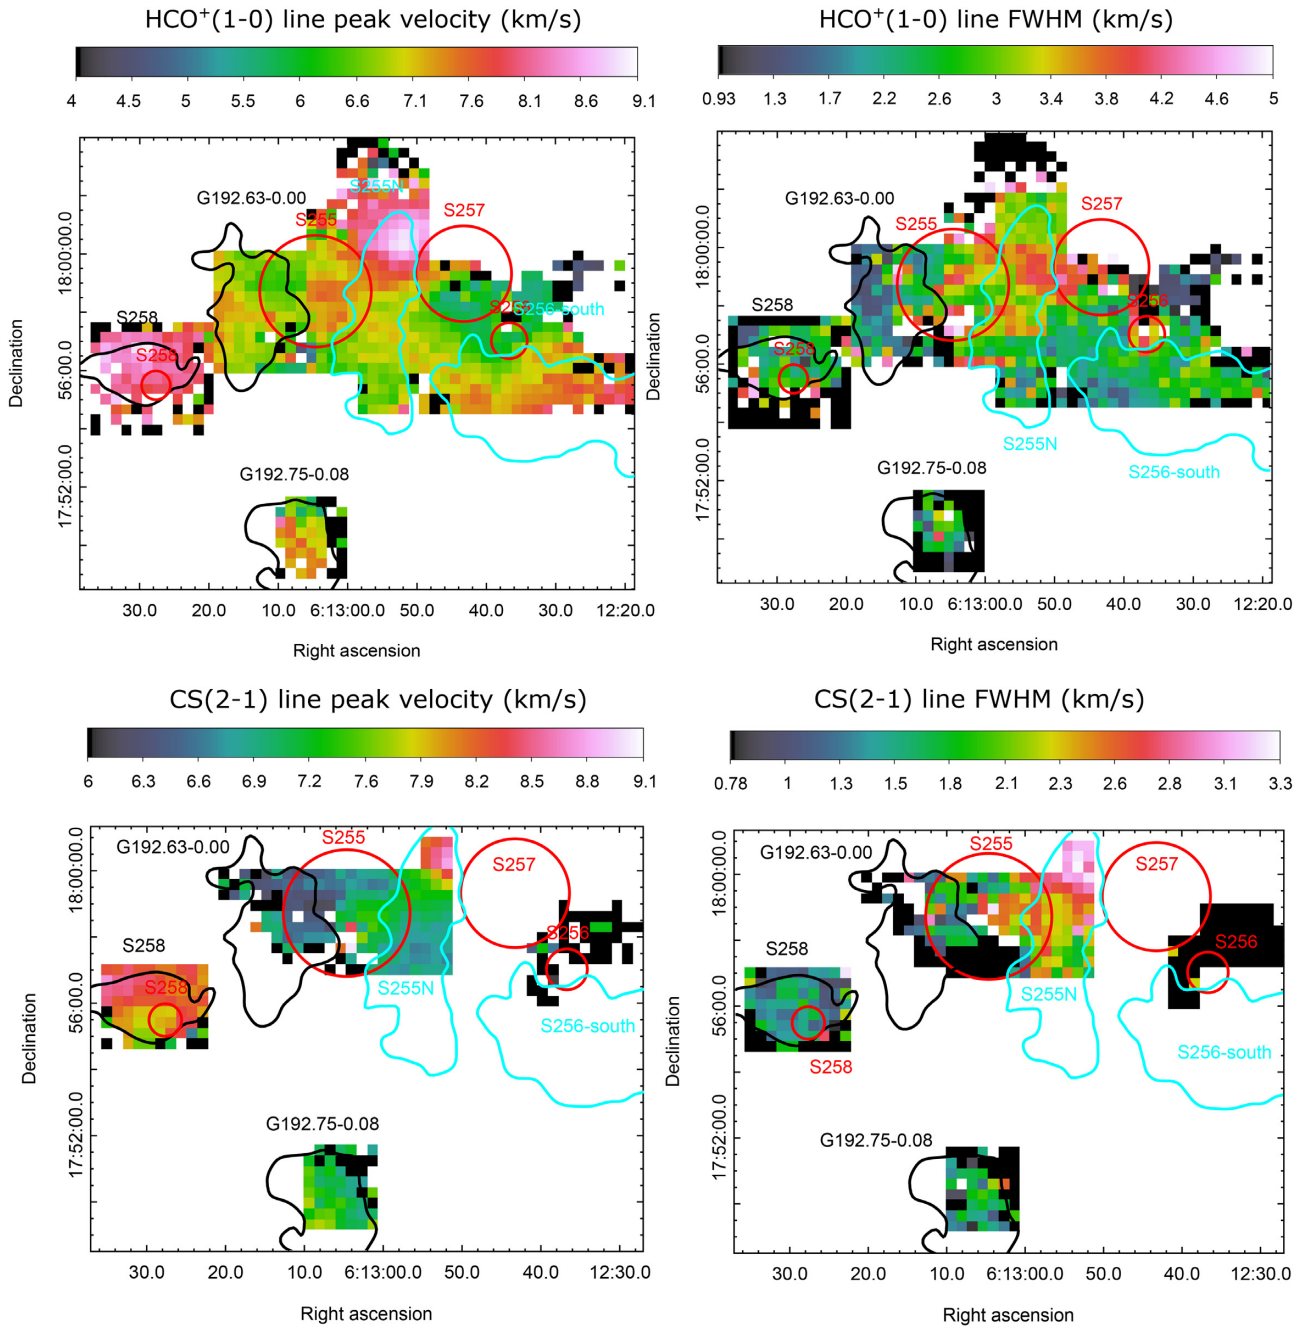 HCO+(1-0) line peak velocity (km/s)
4 4.5 5 5.5 6 6.6 7.1 7.6 8.1 8.6 9.1
G192.63-0.00
S255N
S255
S257
S256
S256-south
S258
S258
G192.75-0.08
18:00:00.0
56:00.0
17:52:00.0
Declination
30.0 20.0 10.0 6:13:00.0 50.0 40.0 30.0 12:20.0
Right ascension
HCO+(1-0) line FWHM (km/s)
0.93 1.3 1.7 2.2 2.6 3 3.4 3.8 4.2 4.6 5
G192.63-0.00
S255
S257
S256
S258
S258
S255N
S256-south
G192.75-0.08
18:00:00.0
56:00.0
17:52:00.0
Declination
30.0 20.0 10.0 6:13:00.0 50.0 40.0 30.0 12:20.0
Right ascension
CS(2-1) line peak velocity (km/s)
6 6.3 6.6 6.9 7.2 7.6 7.9 8.2 8.5 8.8 9.1
G192.63-0.00
S255
S257
S256
S258
S258
S255N
S256-south
G192.75-0.08
18:00:00.0
56:00.0
17:52:00.0
Declination
30.0 20.0 10.0 6:13:00.0 50.0 40.0 12:30.0
Right ascension
CS(2-1) line FWHM (km/s)
0.78 1 1.3 1.5 1.8 2.1 2.3 2.6 2.8 3.1 3.3
G192.63-0.00
S255
S257
S256
S258
S255N
S258
S256-south
G192.75-0.08
18:00:00.0
56:00.0
17:52:00.0
Declination
30.0 20.0 10.0 6:13:00.0 50.0 40.0 12:30.0
Right ascension